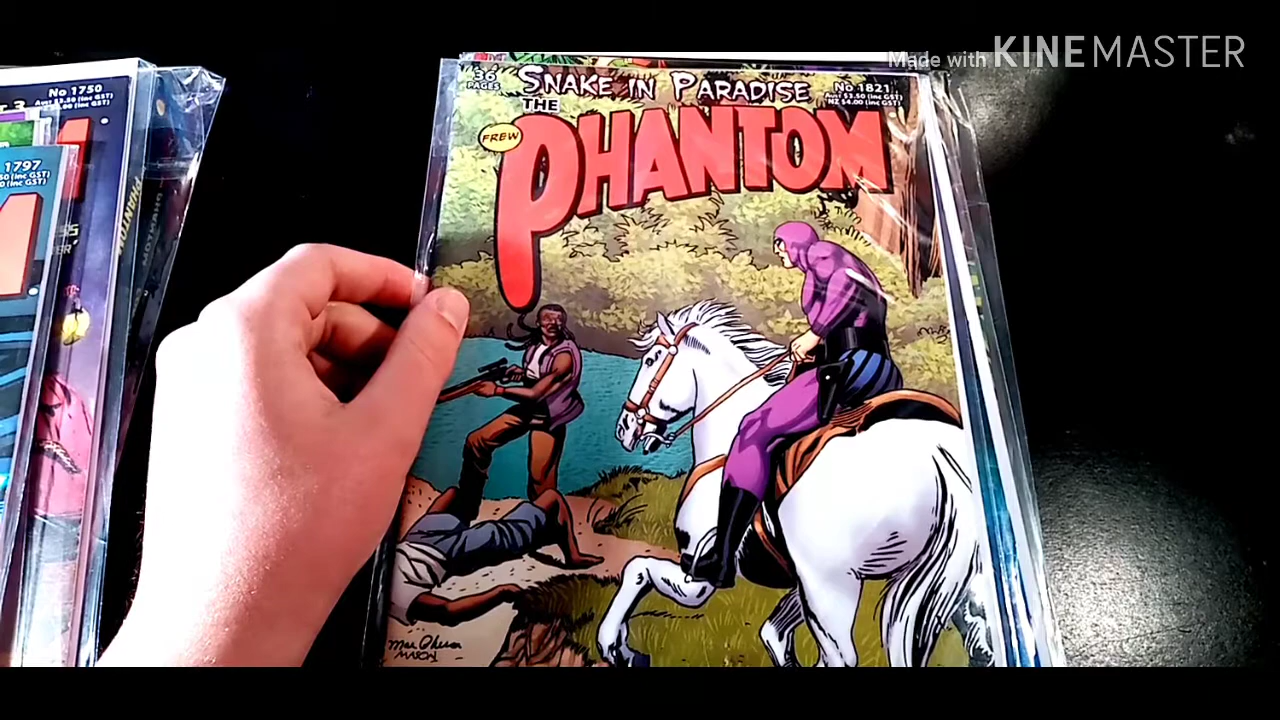 Made with KINEMASTER
36
PAGES
SNAKE IN PARADISE
No 1821
Aust $3.50 (inc GST)
NZ $4.00 (inc GST)
THE
FREW
PHANTOM
No 1750
1797
PHANTOM